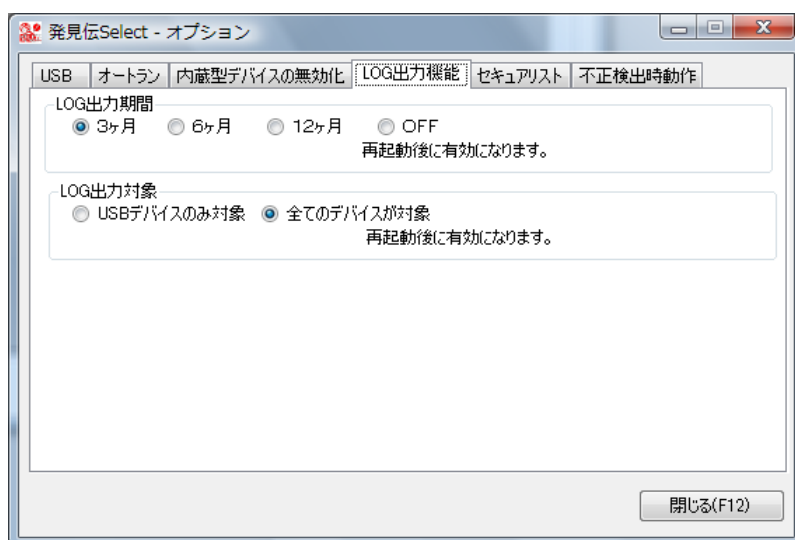 発見伝Select - オプション
USB オートラン 内蔵型デバイスの無効化 LOG出力機能 セキュアリスト 不正検出時動作
LOG出力期間
3ヶ月 6ヶ月 12ヶ月 OFF
再起動後に有効になります。
LOG出力対象
USBデバイスのみ対象 全てのデバイスが対象
再起動後に有効になります。
閉じる(F12)